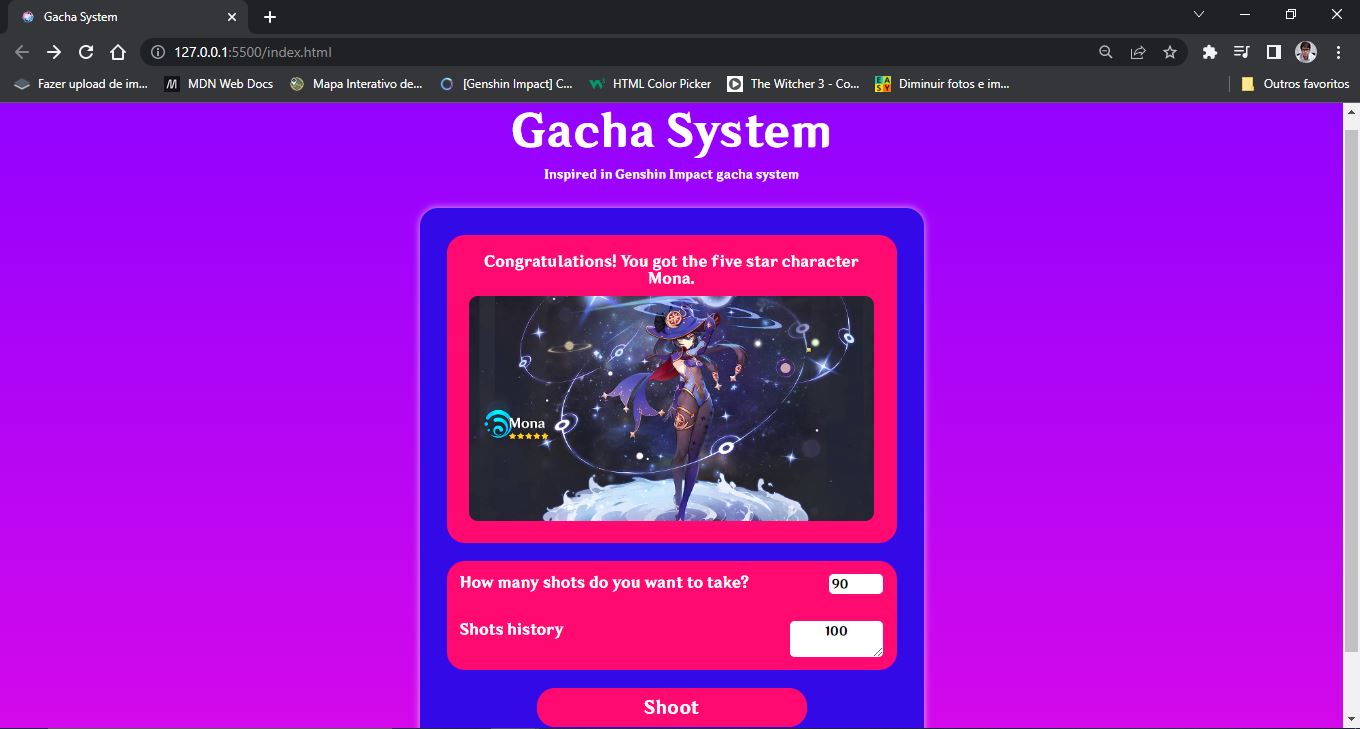 Gacha System
127.0.0.1:5500/index.html
Fazer upload de im... MDN Web Docs Mapa Interativo de... [Genshin Impact] C... HTML Color Picker The Witcher 3 - Co... EASY Diminuir fotos e im... Outros favoritos
Gacha System
Inspired in Genshin Impact gacha system
Congratulations! You got the five star character
Mona.
Mona
How many shots do you want to take? 90
Shots history 100
Shoot